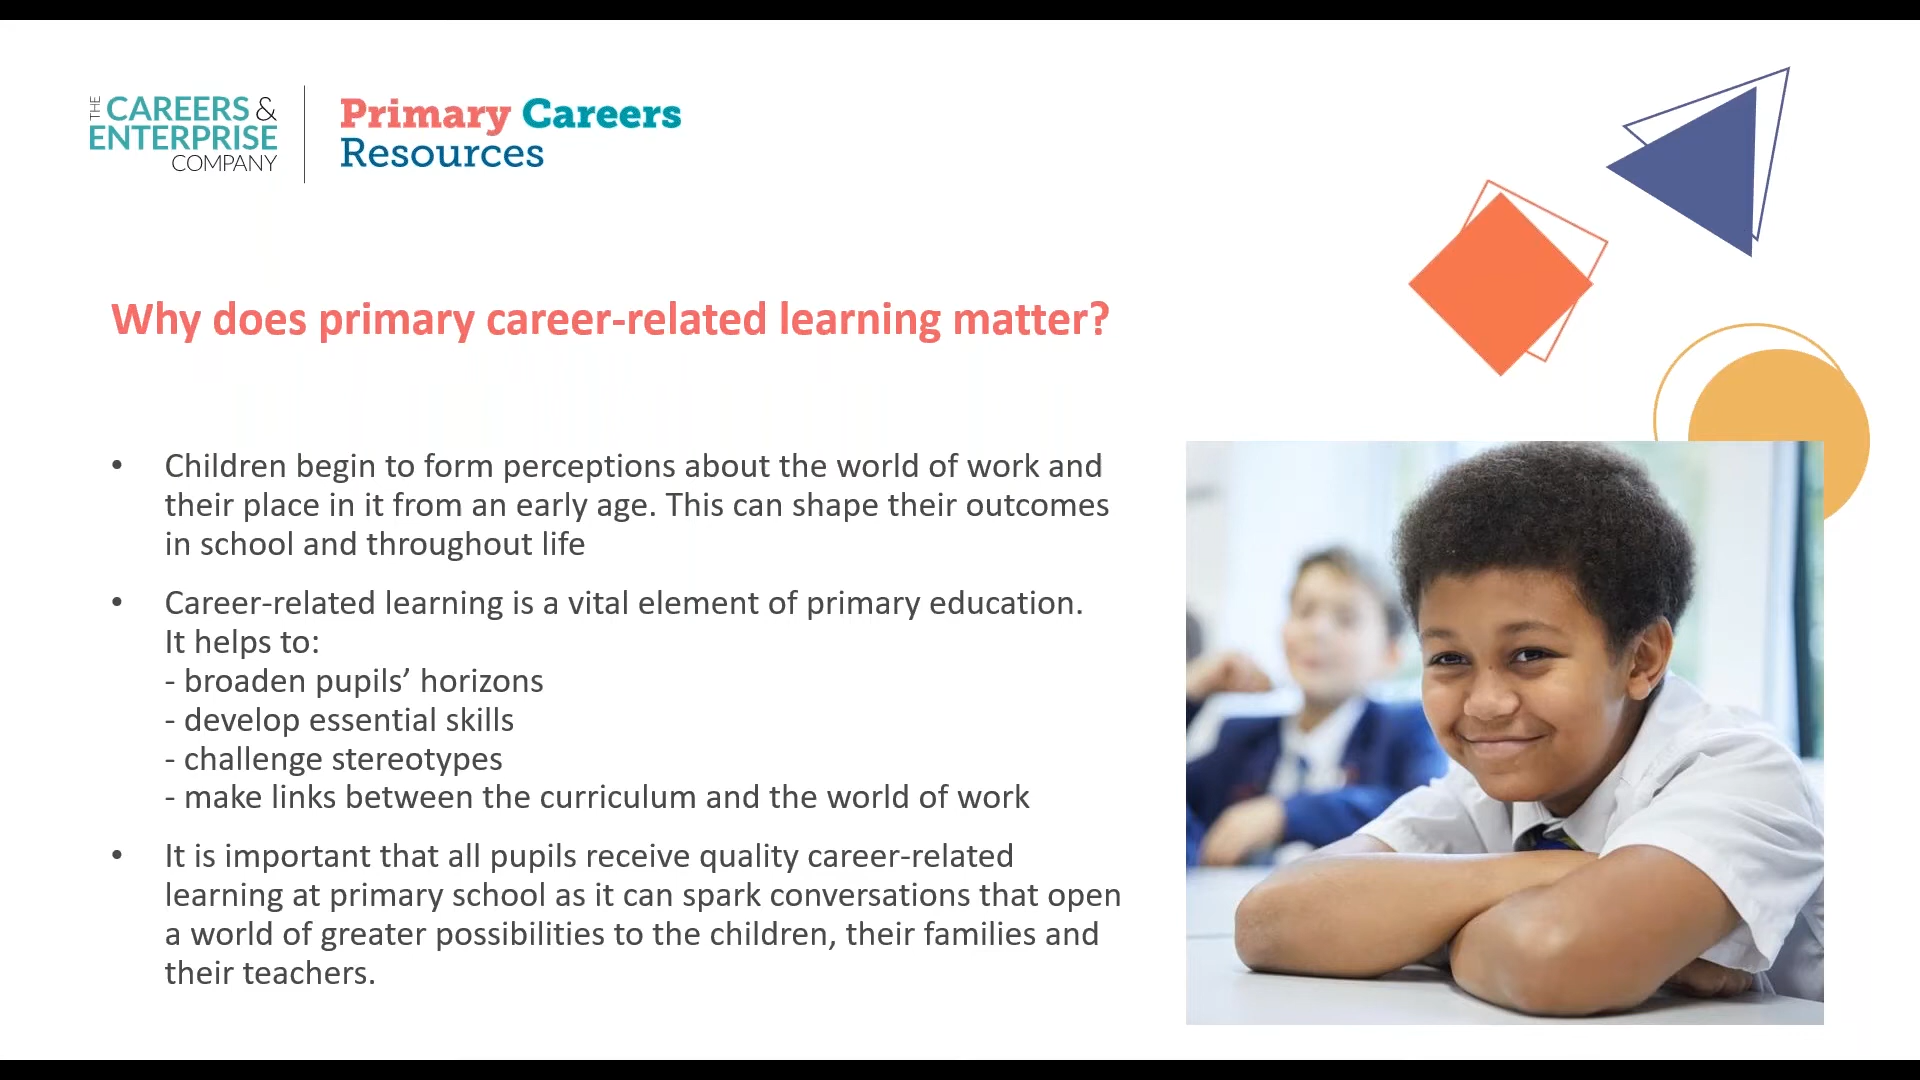 THE CAREERS &
ENTERPRISE
COMPANY
Primary Careers
Resources
Why does primary career-related learning matter?
• Children begin to form perceptions about the world of work and
their place in it from an early age. This can shape their outcomes
in school and throughout life
• Career-related learning is a vital element of primary education.
It helps to:
- broaden pupils’ horizons
- develop essential skills
- challenge stereotypes
- make links between the curriculum and the world of work
• It is important that all pupils receive quality career-related
learning at primary school as it can spark conversations that open
a world of greater possibilities to the children, their families and
their teachers.